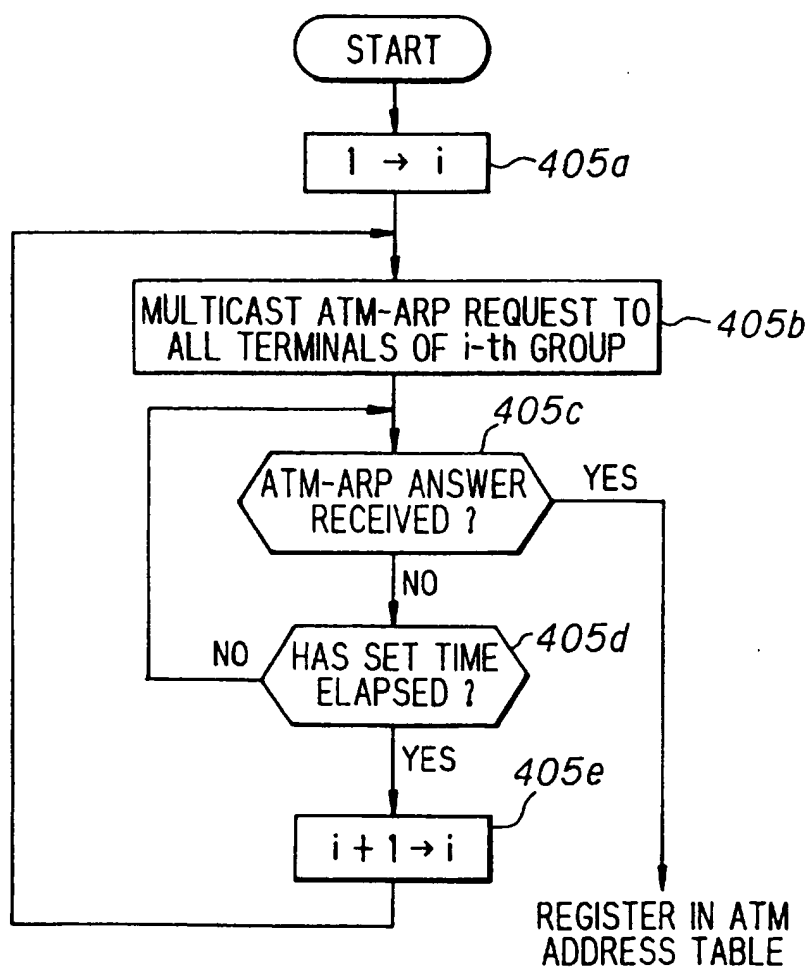 START
1 → i
405a
MULTICAST ATM-ARP REQUEST TO
ALL TERMINALS OF i-th GROUP
405b
405c
ATM-ARP ANSWER
RECEIVED ?
YES
NO
405d
HAS SET TIME
ELAPSED ?
NO
YES
405e
i + 1 → i
REGISTER IN ATM
ADDRESS TABLE